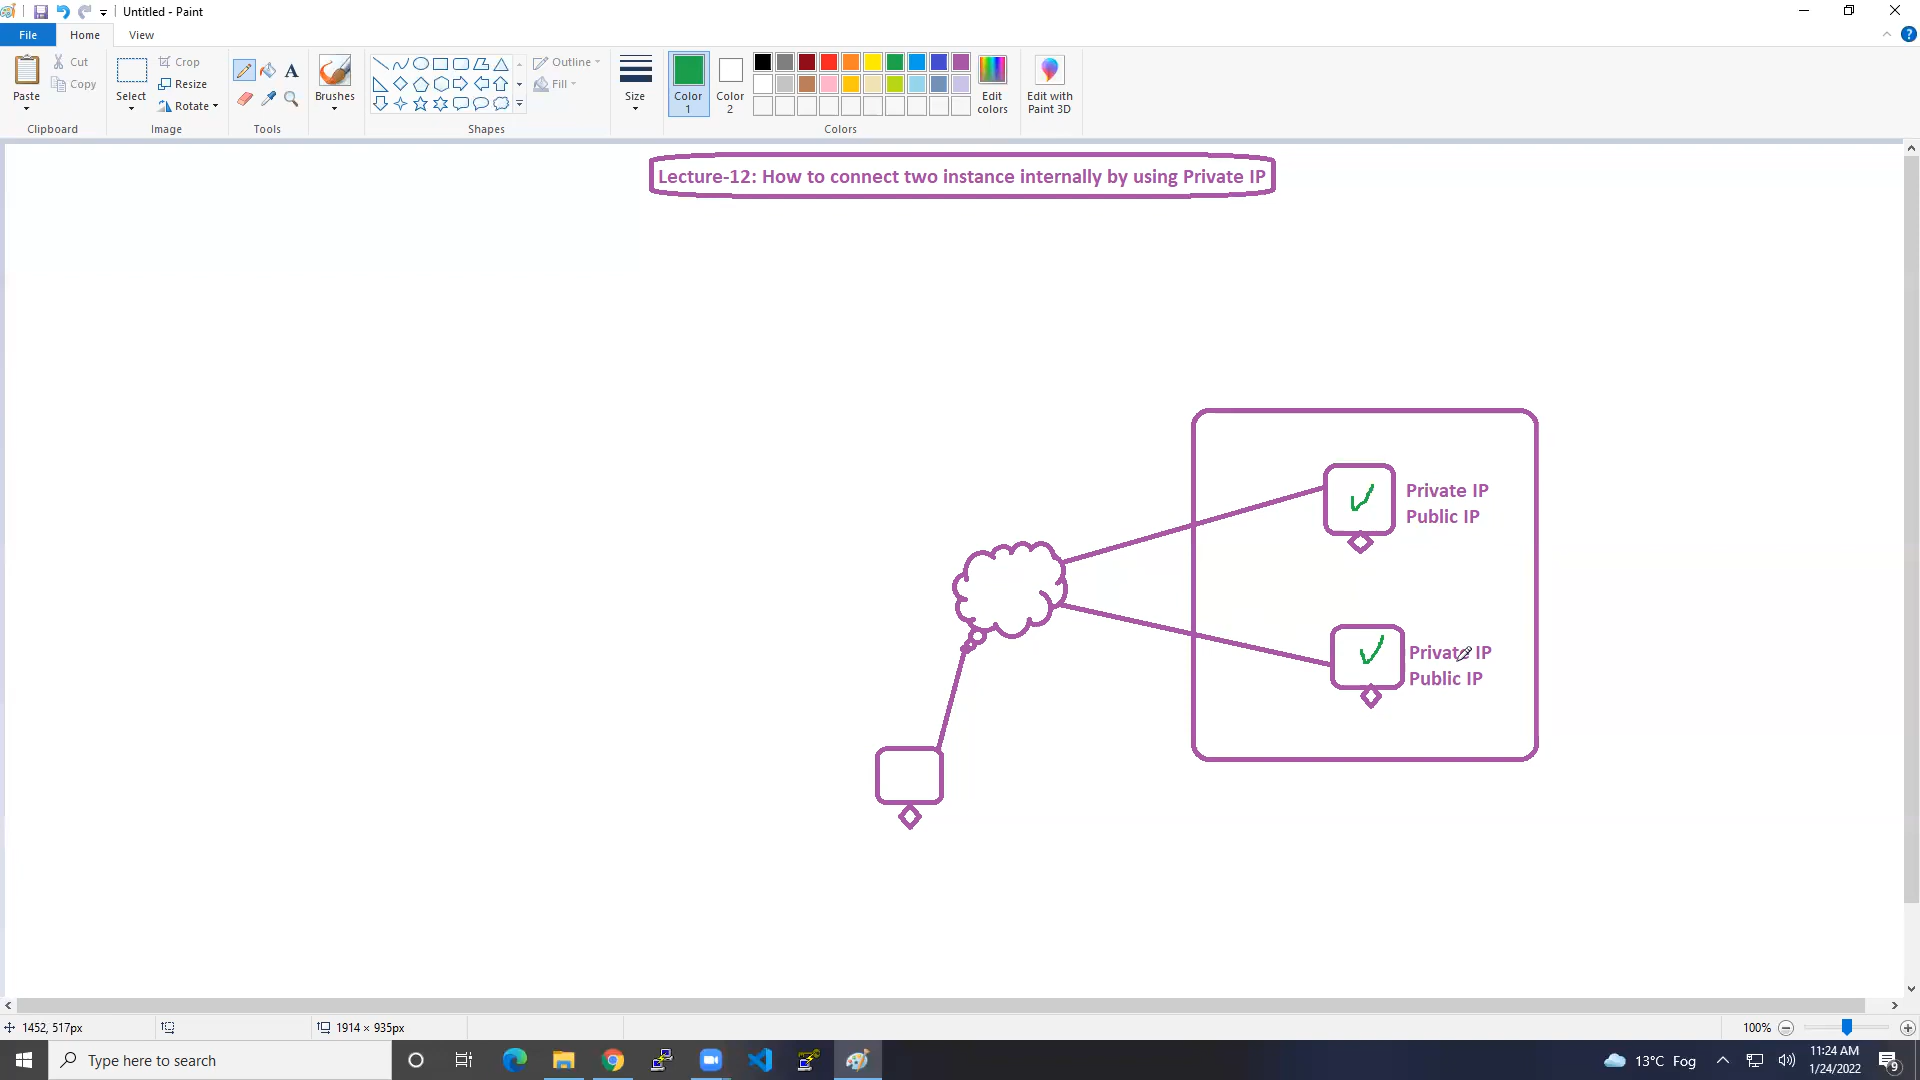 Untitled - Paint
File
Home
View
Paste
Cut
Copy
Clipboard
Select
Crop
Resize
Rotate
Image
Tools
Brushes
Shapes
Outline
Fill
Size
Color
1
Color
2
Edit
colors
Edit with
Paint 3D
Colors
Lecture-12: How to connect two instance internally by using Private IP
Private IP
Public IP
Private IP
Public IP
1452, 517px
1914 × 935px
100%
Type here to search
13°C Fog
11:24 AM
1/24/2022
9